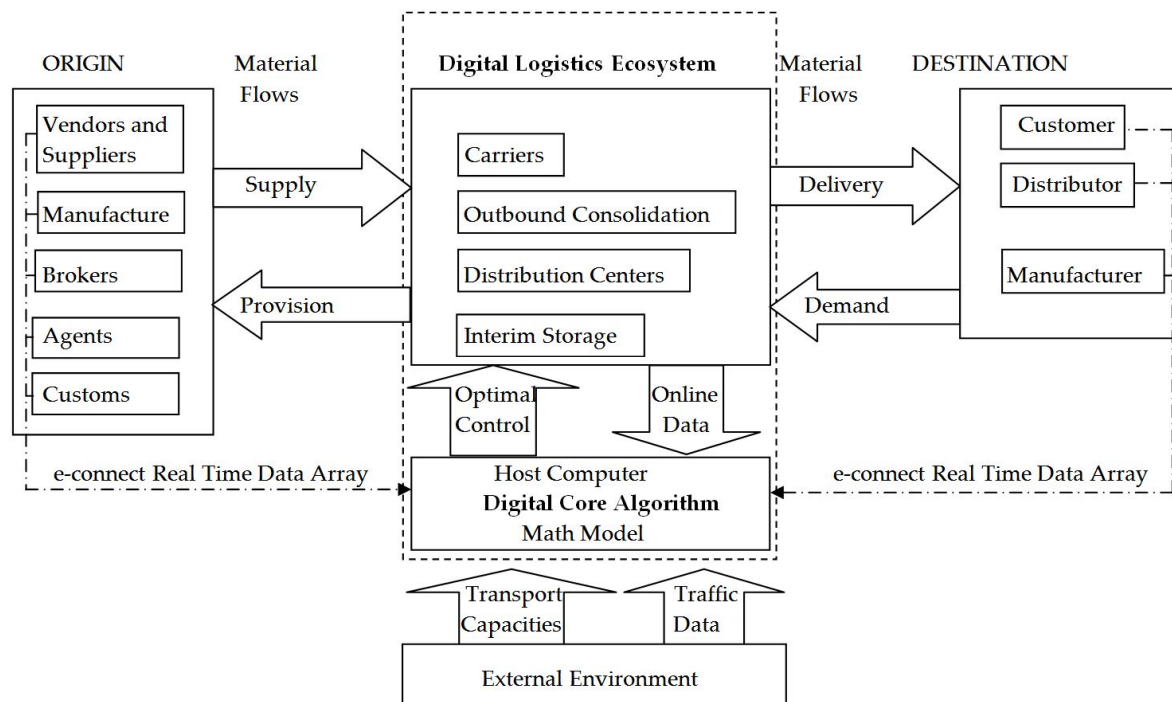 ORIGIN
Material
Flows
Digital Logistics Ecosystem
Material
Flows
DESTINATION
Vendors and
Suppliers
Manufacture
Brokers
Agents
Customs
Supply
Provision
Carriers
Outbound Consolidation
Distribution Centers
Interim Storage
Delivery
Demand
Customer
Distributor
Manufacturer
Optimal
Control
Online
Data
e-connect Real Time Data Array
Host Computer
Digital Core Algorithm
Math Model
e-connect Real Time Data Array
Transport
Capacities
Traffic
Data
External Environment